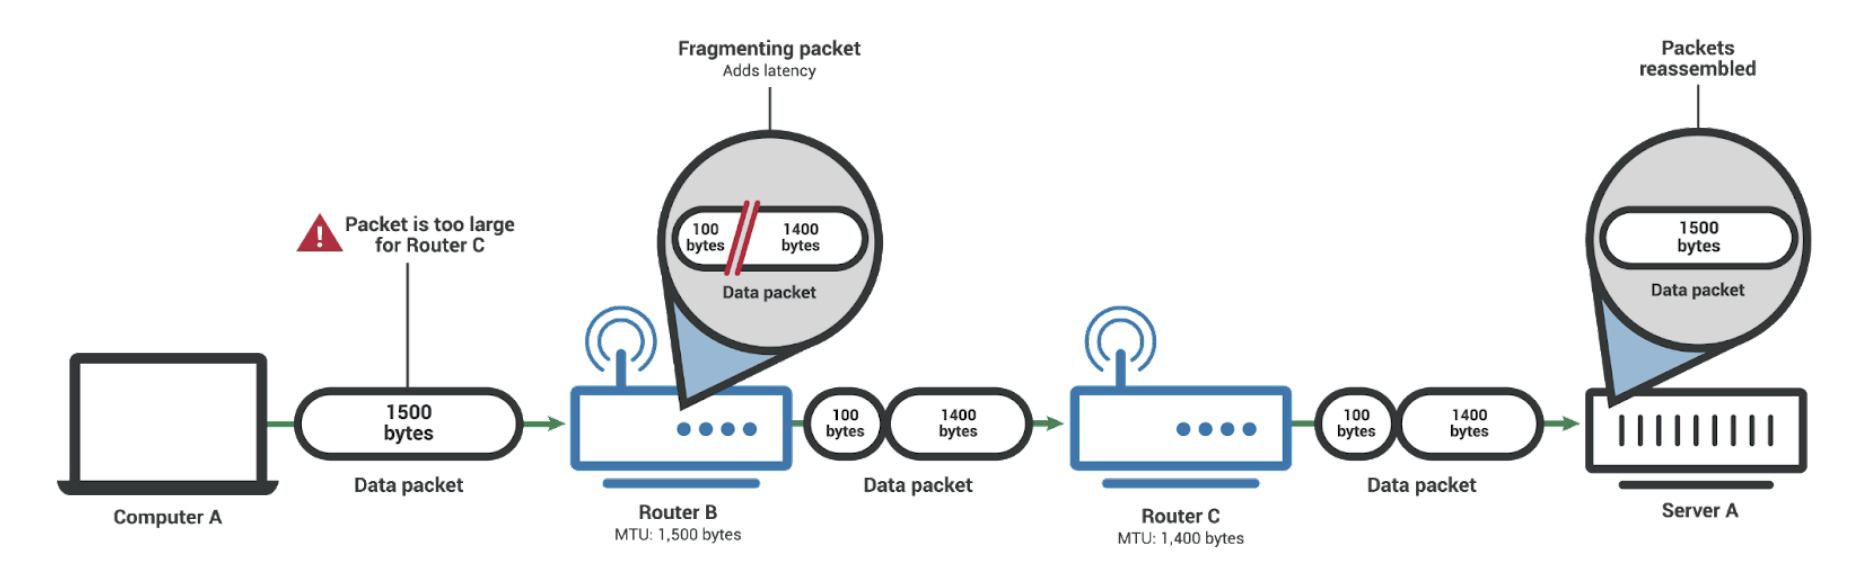 Fragmenting packet
Adds latency
Packets
reassembled
! Packet is too large
for Router C
100
bytes
1400
bytes
Data packet
1500
bytes
Data packet
1500
bytes
Data packet
100
bytes
1400
bytes
Data packet
100
bytes
1400
bytes
Data packet
Computer A
Router B
MTU: 1,500 bytes
Router C
MTU: 1,400 bytes
Server A